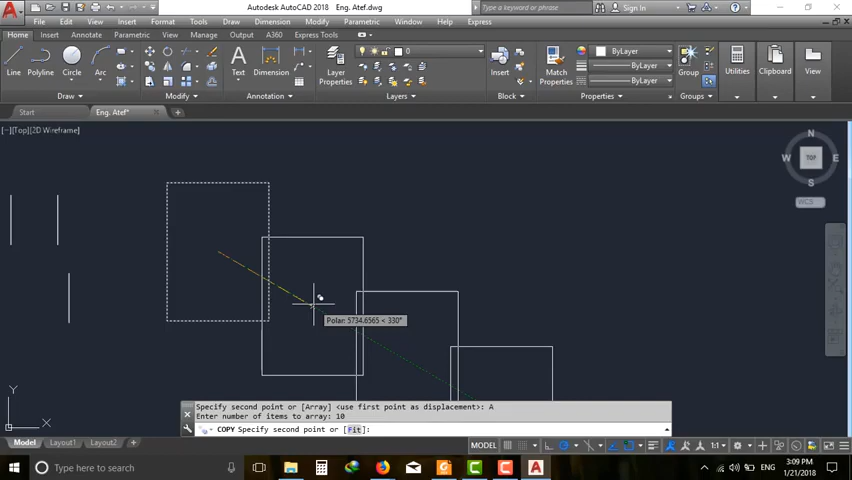 Autodesk AutoCAD 2018   Eng. Atef.dwg
Type a keyword or phrase
Sign In
File Edit View Insert Format Tools Draw Dimension Modify Parametric Window Help Express
Home Insert Annotate Parametric View Manage Output A360 Express Tools
Line Polyline Circle Arc
Text Dimension
Layer Properties
0
Insert
Match Properties
ByLayer
ByLayer
ByLayer
Group
Utilities
Clipboard
View
Draw Modify Annotation Layers Block Properties Groups
Start Eng. Atef*
[−][Top][2D Wireframe]
N
W TOP E
S
WCS
Polar: 5734.6565 < 330°
Y
X
Specify second point or [Array] <use first point as displacement>: A
Enter number of items to array: 10
COPY Specify second point or [Fit]:
Model Layout1 Layout2
MODEL
1:1
Type here to search
ENG
3:09 PM
1/21/2018